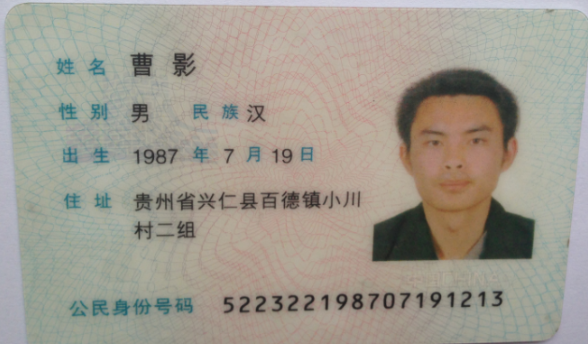 姓名 曹影
性别 男 民族 汉
出生 1987 年 7 月 19 日
住址 贵州省兴仁县百德镇小川
村二组
公民身份号码 522322198707191213